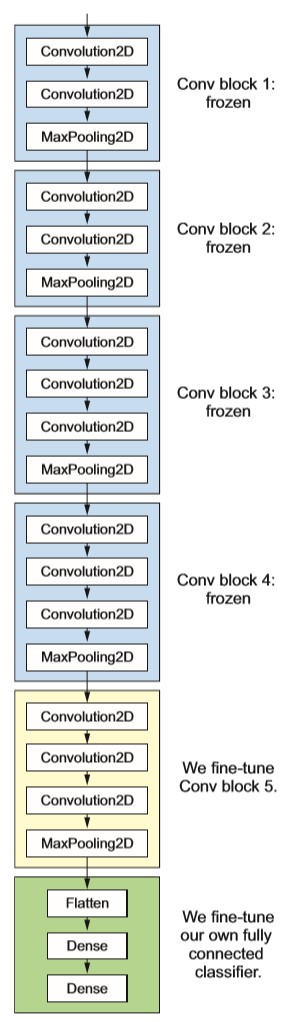 Convolution2D
Convolution2D
MaxPooling2D
Conv block 1:
frozen
Convolution2D
Convolution2D
MaxPooling2D
Conv block 2:
frozen
Convolution2D
Convolution2D
Convolution2D
MaxPooling2D
Conv block 3:
frozen
Convolution2D
Convolution2D
Convolution2D
MaxPooling2D
Conv block 4:
frozen
Convolution2D
Convolution2D
Convolution2D
MaxPooling2D
We fine-tune
Conv block 5.
Flatten
Dense
Dense
We fine-tune
our own fully
connected
classifier.